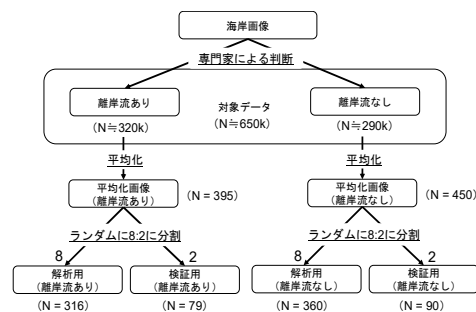 海岸画像
専門家による判断
離岸流あり
対象データ
離岸流なし
(N≒320k)
(N≒650k)
(N≒290k)
平均化
平均化
平均化画像
(離岸流あり)
(N = 395)
平均化画像
(離岸流なし)
(N = 450)
ランダムに8:2に分割
ランダムに8:2に分割
8
2
8
2
解析用
(離岸流あり)
検証用
(離岸流あり)
解析用
(離岸流なし)
検証用
(離岸流なし)
(N = 316)
(N = 79)
(N = 360)
(N = 90)